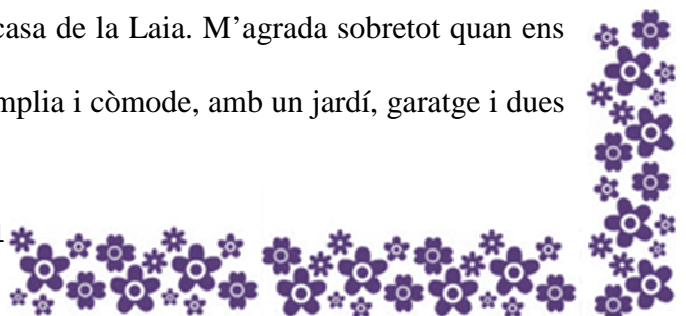 casa de la Laia. M’agrada sobretot quan ens
mplia i còmode, amb un jardí, garatge i dues